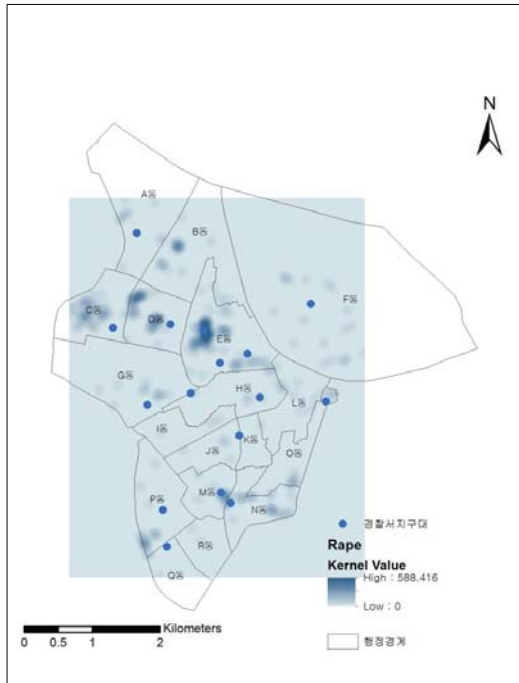 N
A동
B동
F동
C동
D동
E동
G동
H동
L동
I동
K동
J동
O동
M동
P동
N동
R동
Q동
경찰서지구대
Rape
Kernel Value
High : 588.416
Low : 0
행정경계
Kilometers
0 0.5 1 2